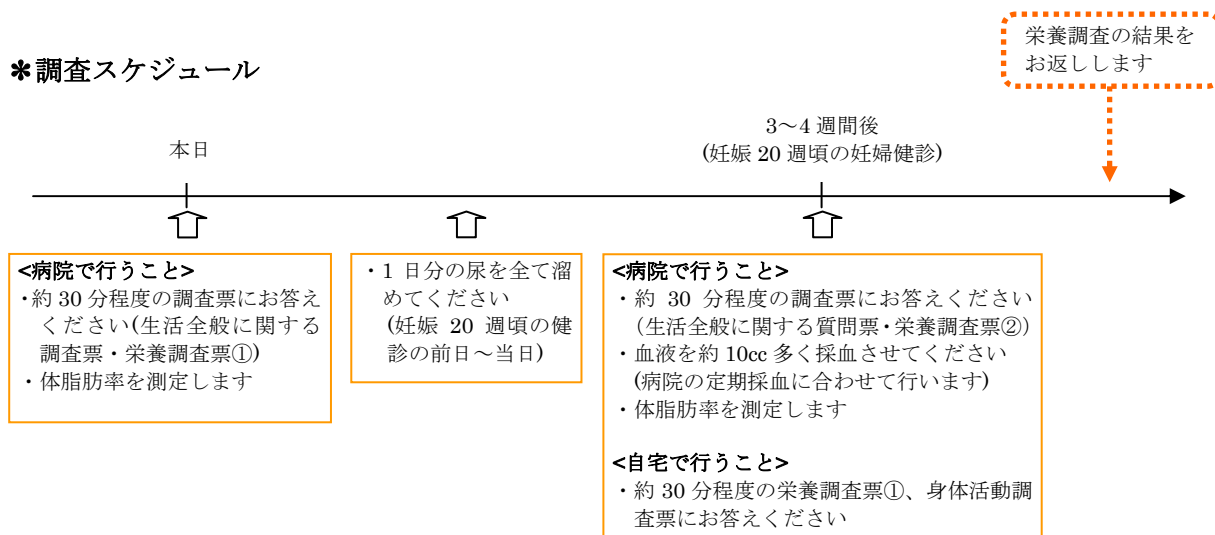 栄養調査の結果を
お返しします
＊調査スケジュール
本日
3～4 週間後
(妊娠 20 週頃の妊婦健診)
<病院で行うこと>
・約 30 分程度の調査票にお答え
ください(生活全般に関する
調査票・栄養調査票①)
・体脂肪率を測定します
・1 日分の尿を全て溜
めてください
(妊娠 20 週頃の健
診の前日～当日)
<病院で行うこと>
・約 30 分程度の調査票にお答えください
（生活全般に関する質問票・栄養調査票②）
・血液を約 10cc 多く採血させてください
(病院の定期採血に合わせて行います)
・体脂肪率を測定します
<自宅で行うこと>
・約 30 分程度の栄養調査票①、身体活動調
査票にお答えください